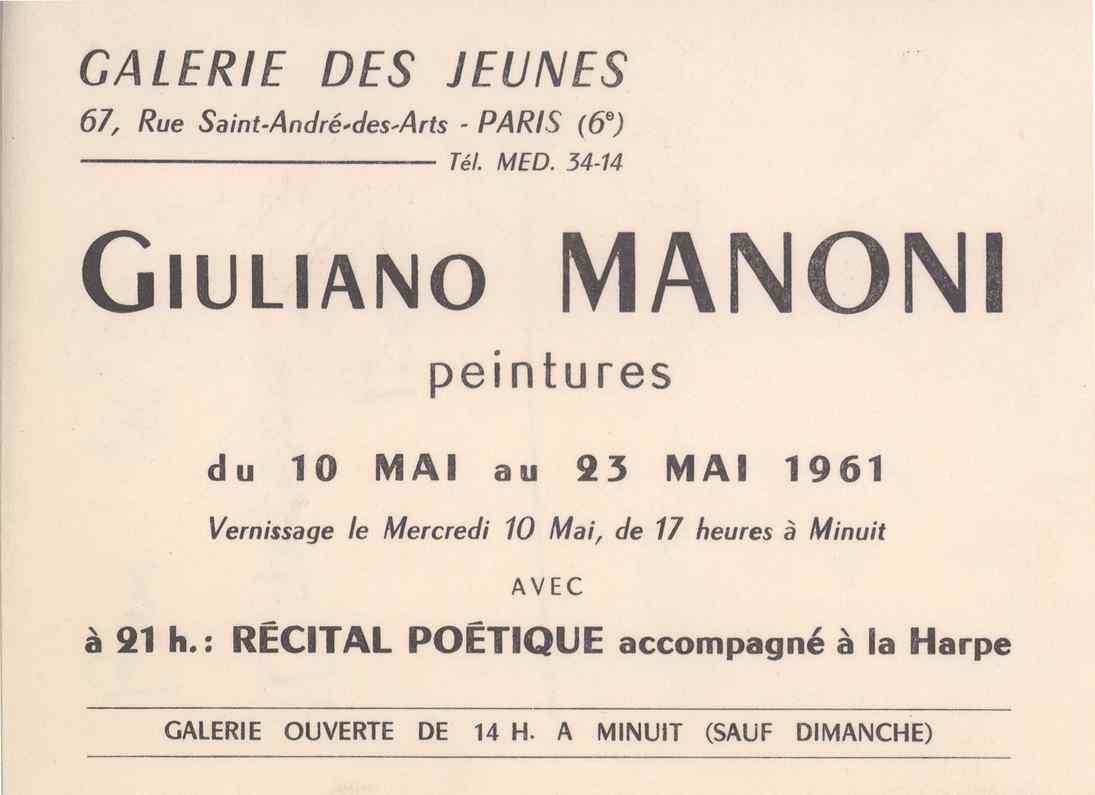 GALERIE DES JEUNES
67, Rue Saint-André-des-Arts - PARIS (6e)
Tél. MED. 34-14
GIULIANO MANONI
peintures
du 10 MAI au 23 MAI 1961
Vernissage le Mercredi 10 Mai, de 17 heures à Minuit
AVEC
à 21 h. : RÉCITAL POÉTIQUE accompagné à la Harpe
GALERIE OUVERTE DE 14 H. A MINUIT (SAUF DIMANCHE)